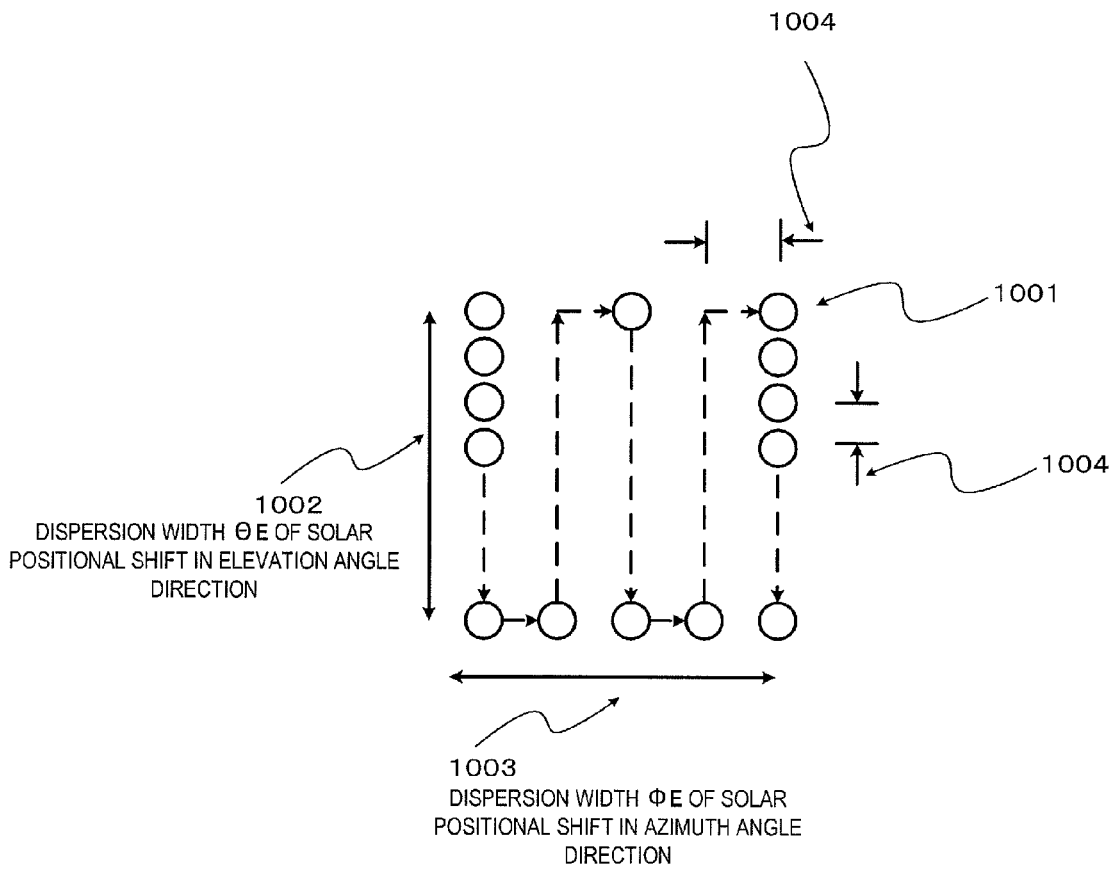 1004
1001
1004
1002
DISPERSION WIDTH ΘE OF SOLAR
POSITIONAL SHIFT IN ELEVATION ANGLE
DIRECTION
1003
DISPERSION WIDTH ΦE OF SOLAR
POSITIONAL SHIFT IN AZIMUTH ANGLE
DIRECTION